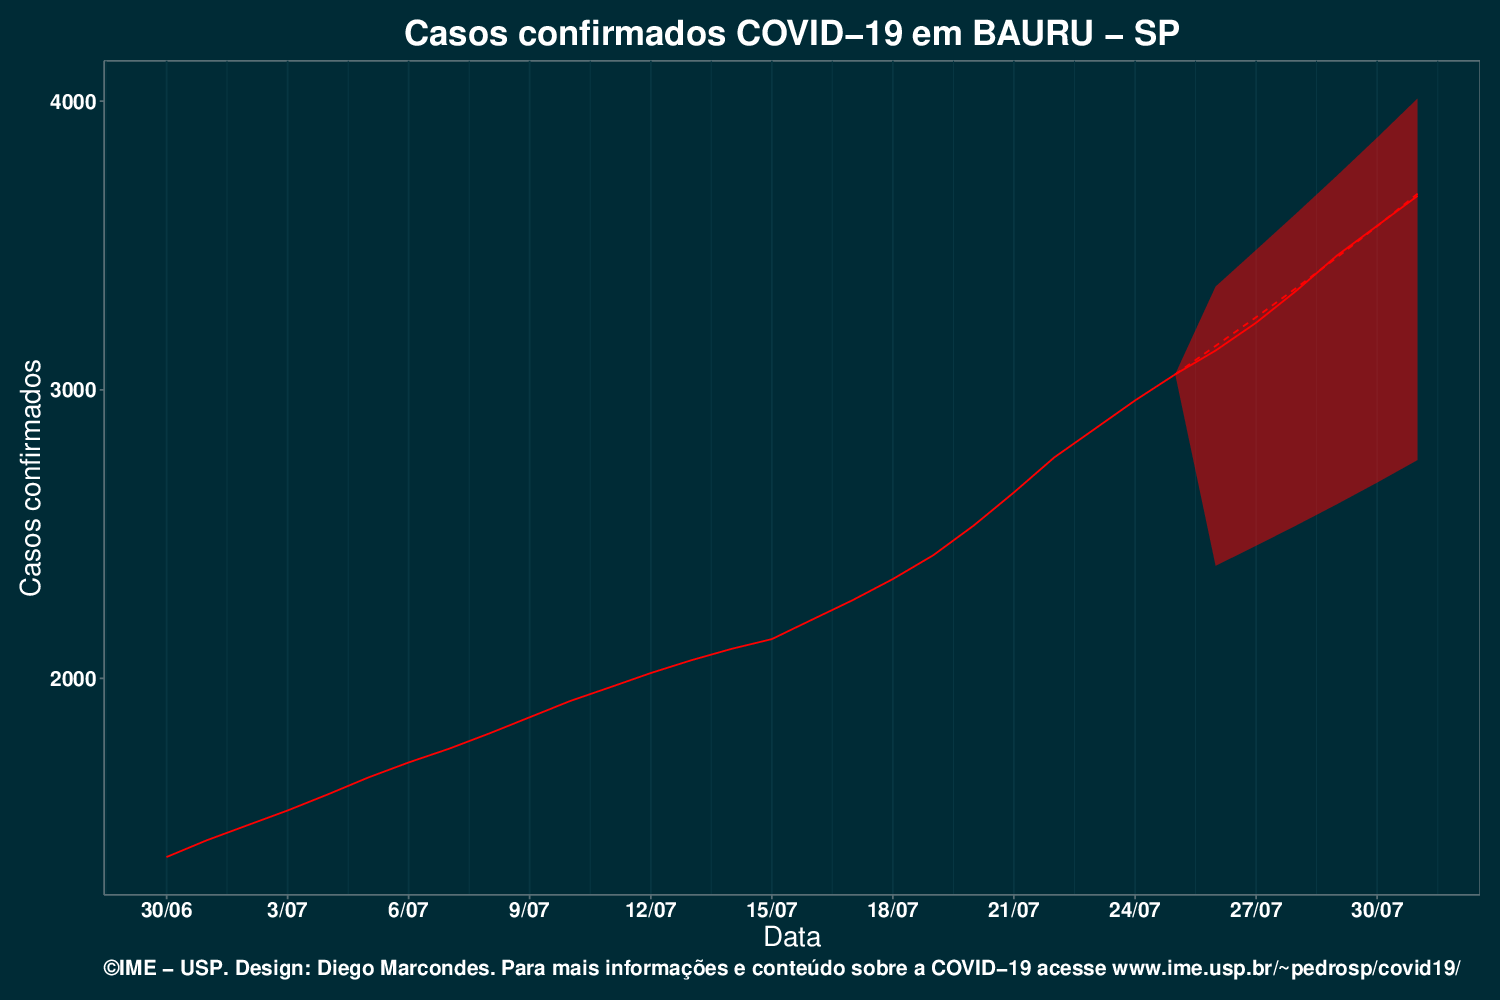 Casos confirmados COVID−19 em BAURU − SP
Casos confirmados
4000
3000
2000
30/06 3/07 6/07 9/07 12/07 15/07 18/07 21/07 24/07 27/07 30/07
Data
©IME − USP. Design: Diego Marcondes. Para mais informações e conteúdo sobre a COVID−19 acesse www.ime.usp.br/~pedrosp/covid19/